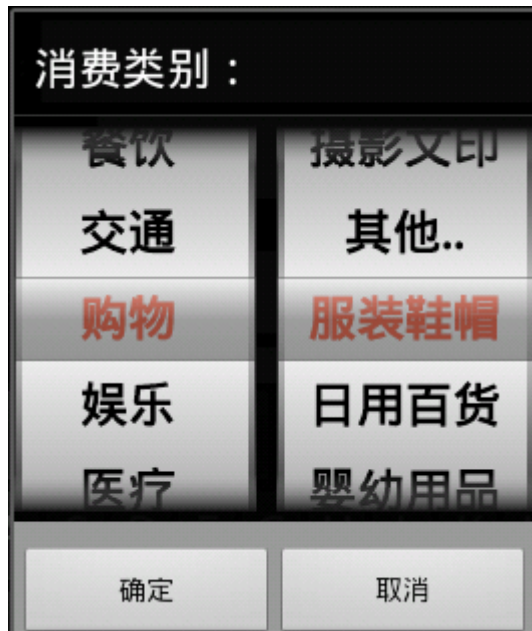 消费类别：
餐饮 摄影文印
交通 其他..
购物 服装鞋帽
娱乐 日用百货
医疗 婴幼用品
确定 取消